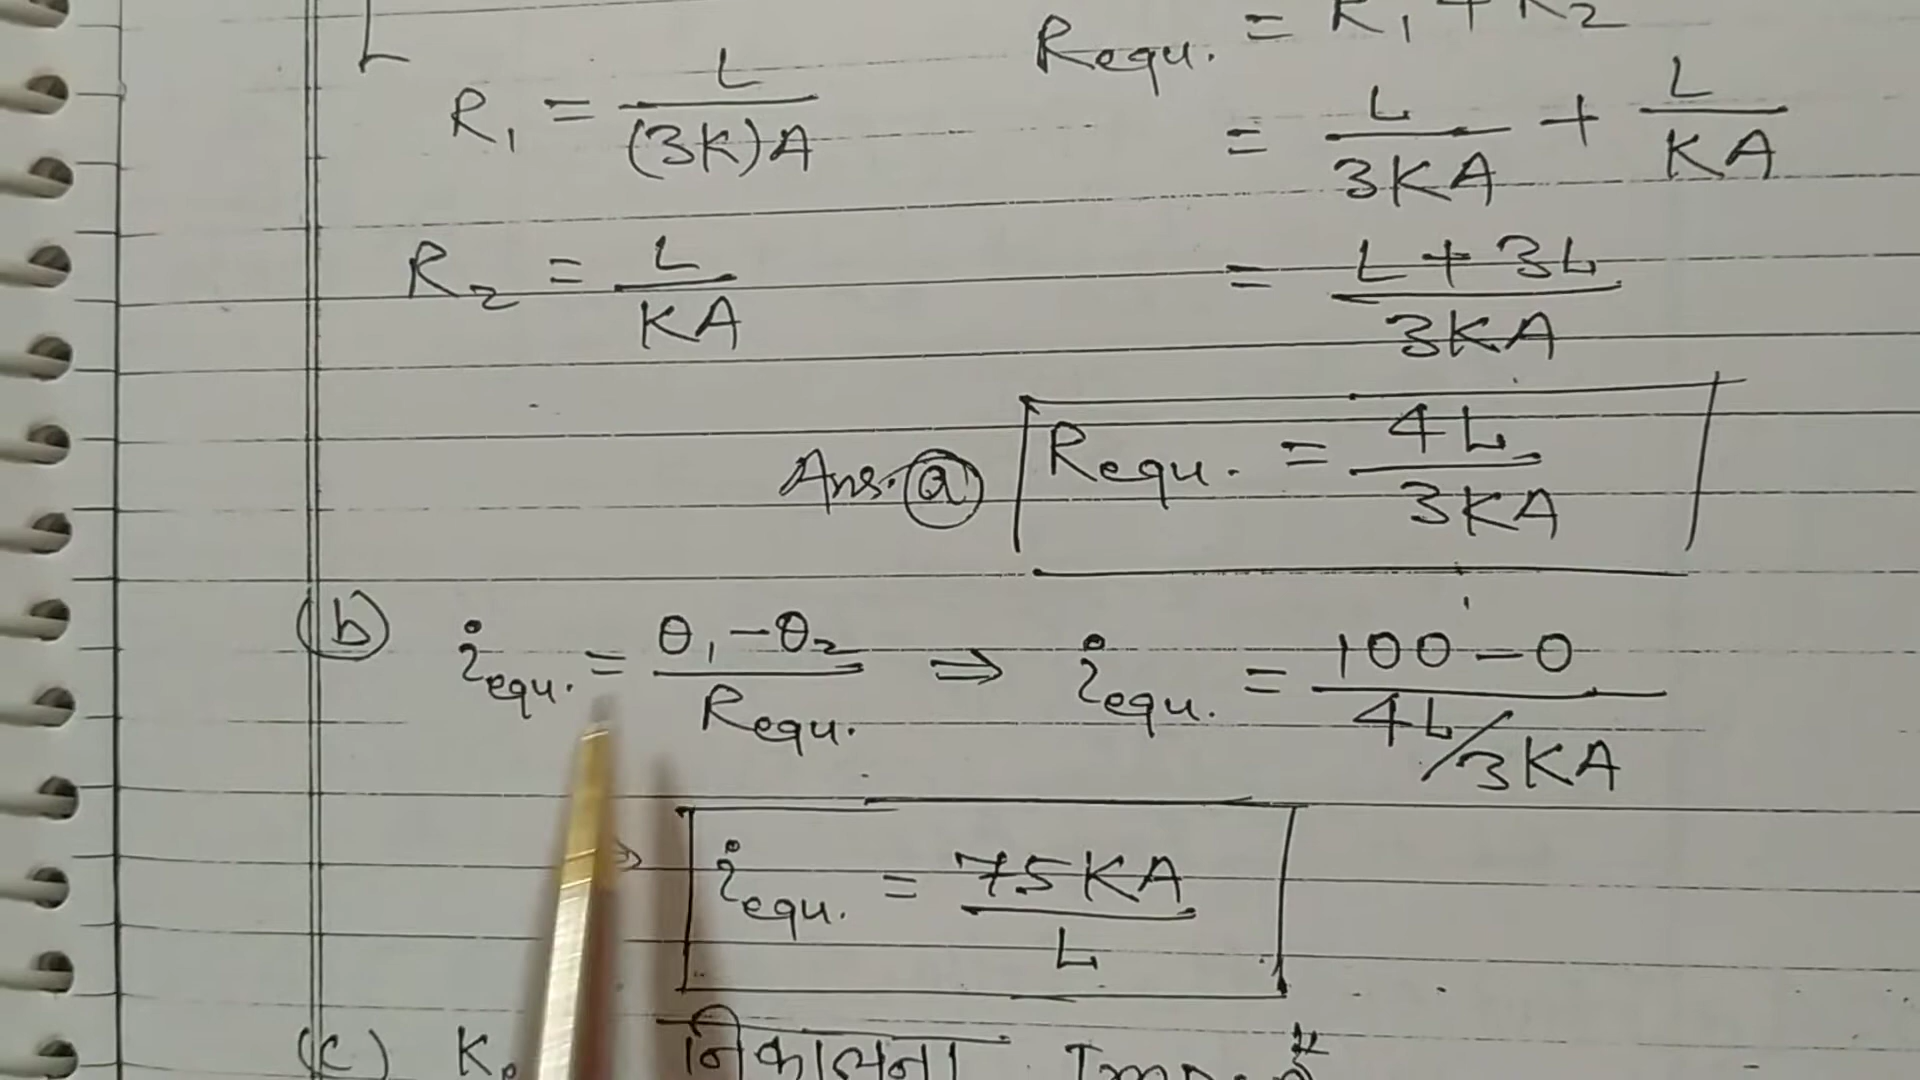 R₁ = L / (3K)A
Requ. = R₁ + R₂
= L / 3KA + L / KA
R₂ = L / KA
= L + 3L / 3KA
Ans. (a) Requ. = 4L / 3KA
(b) iequ. = θ₁ - θ₂ / Requ. ⇒ iequ. = 100 - 0 / 4L/3KA
⇒ iequ. = 75KA / L
(c) K निकालना